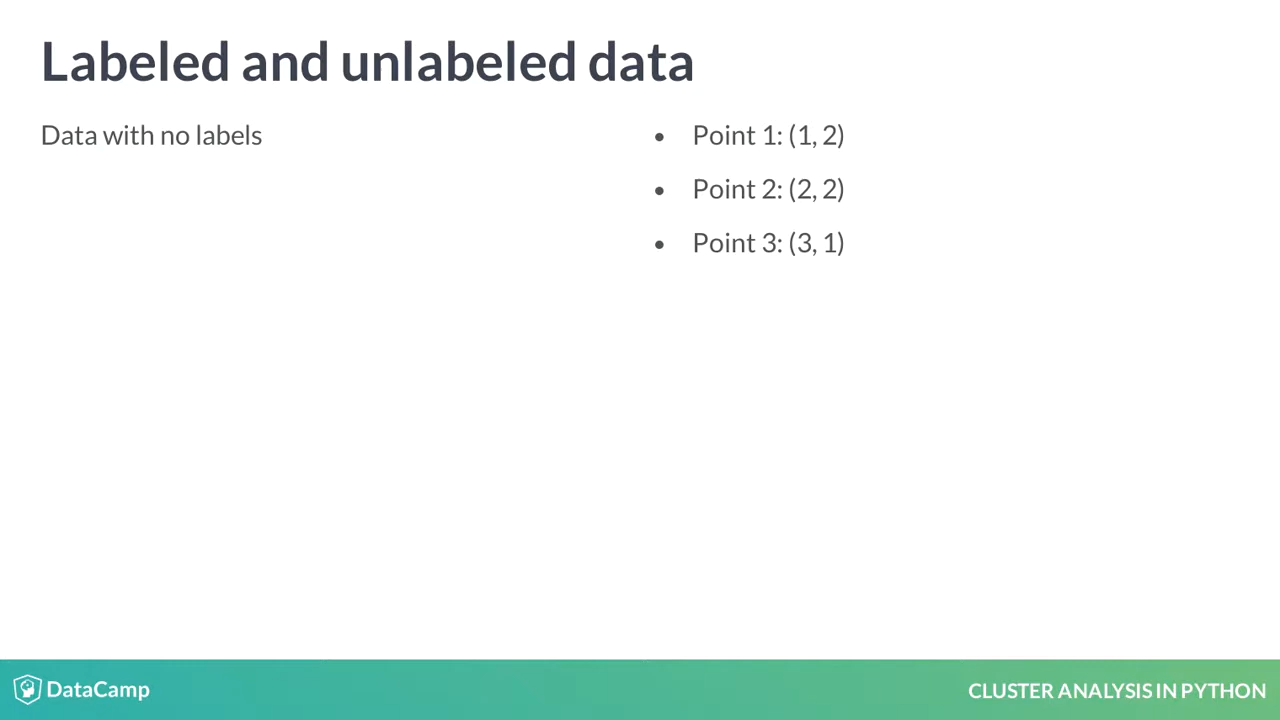 Labeled and unlabeled data
Data with no labels
• Point 1: (1, 2)
• Point 2: (2, 2)
• Point 3: (3, 1)
DataCamp
CLUSTER ANALYSIS IN PYTHON